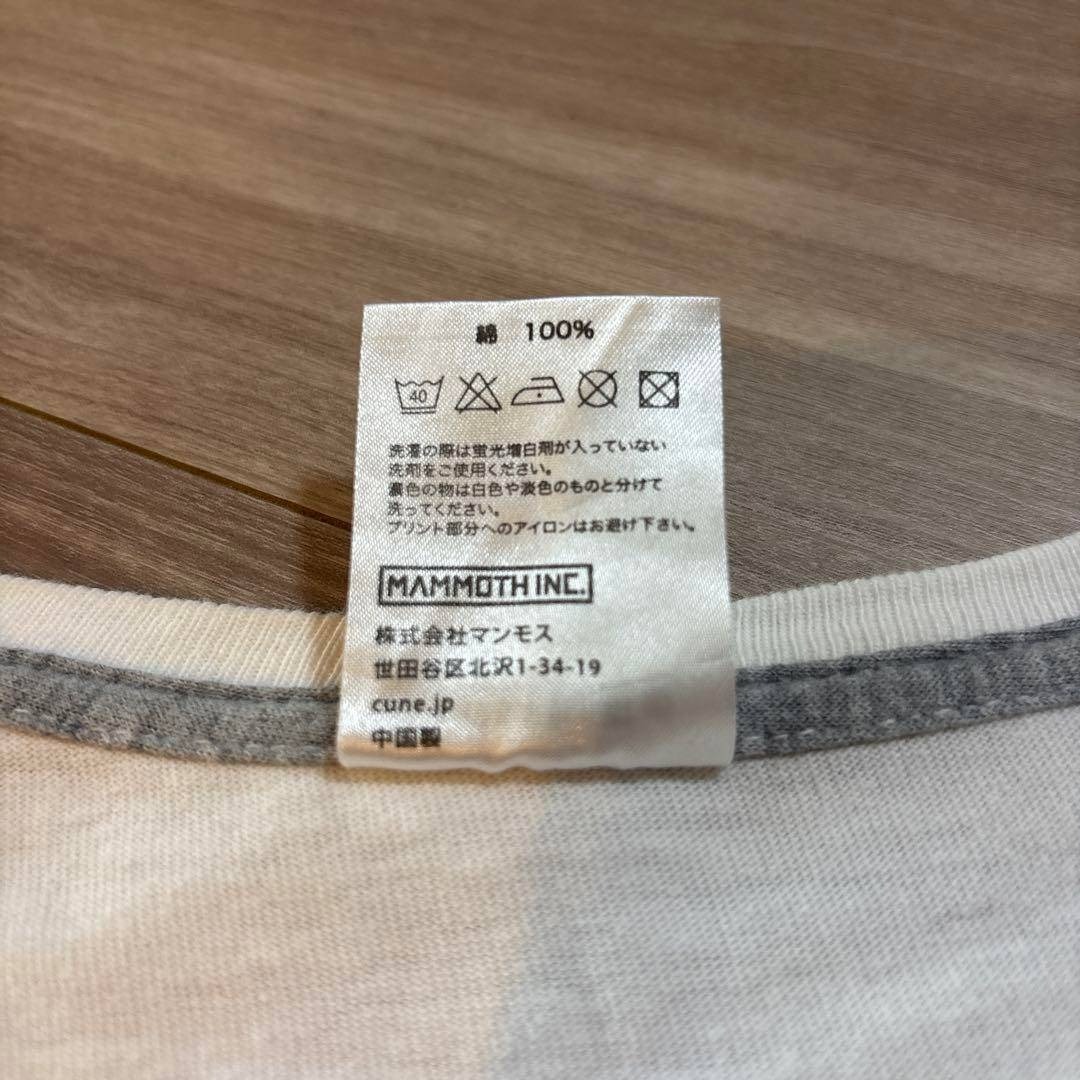 綿 100%
40
洗濯の際は蛍光増白剤が入っていない
洗剤をご使用ください。
濃色の物は白色や淡色のものと分けて
洗ってください。
プリント部分へのアイロンはお避け下さい。
MAMMOTH INC.
株式会社マンモス
世田谷区北沢1-34-19
cune.jp
中国製